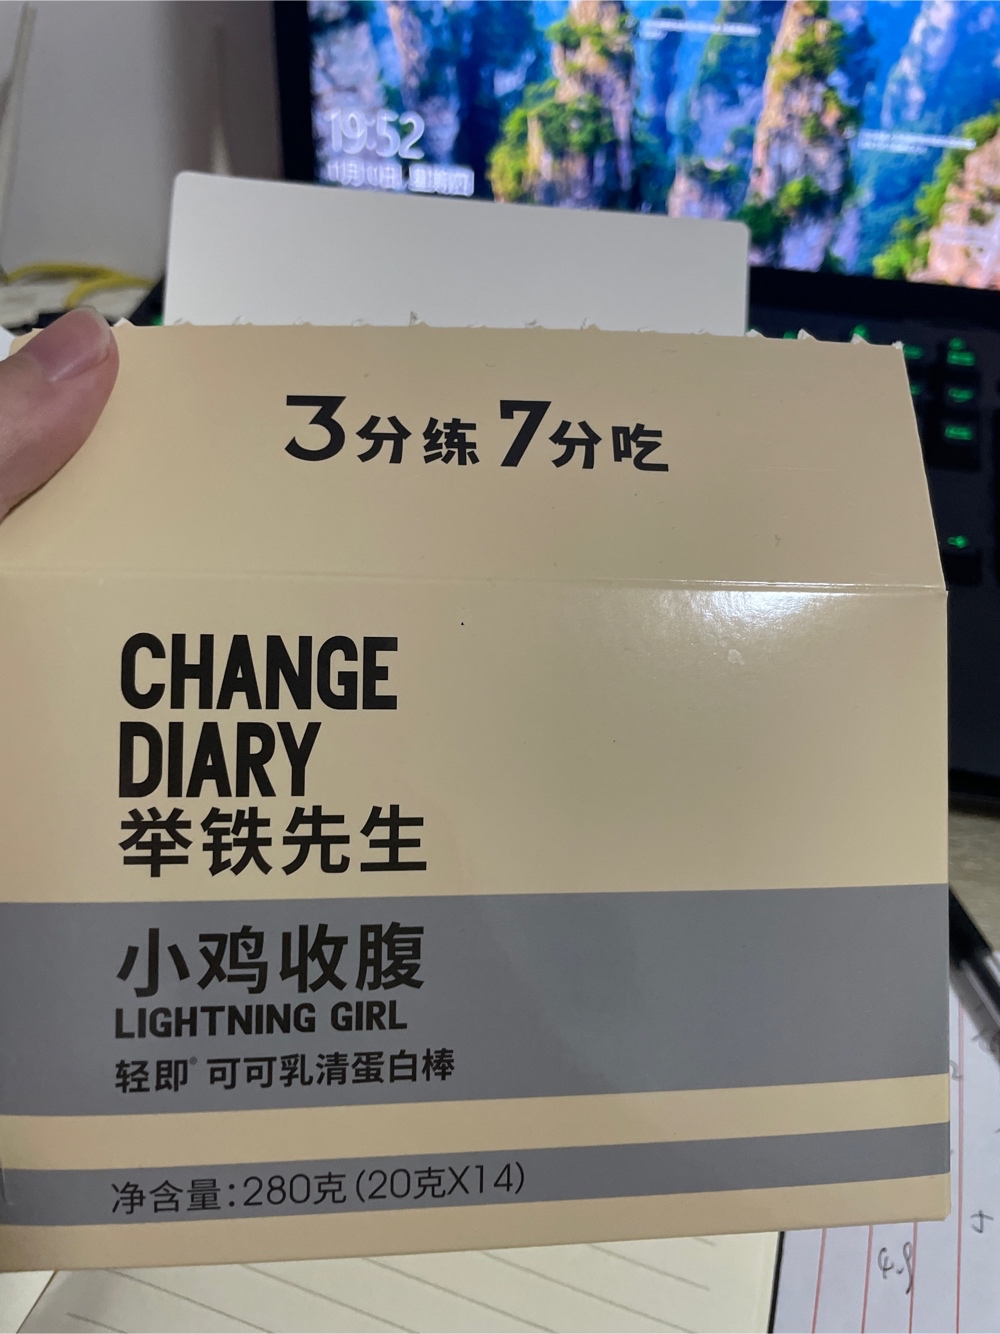 19:52
3分练7分吃
CHANGE
DIARY
举铁先生
小鸡收腹
LIGHTNING GIRL
轻即® 可可乳清蛋白棒
净含量:280克(20克X14)